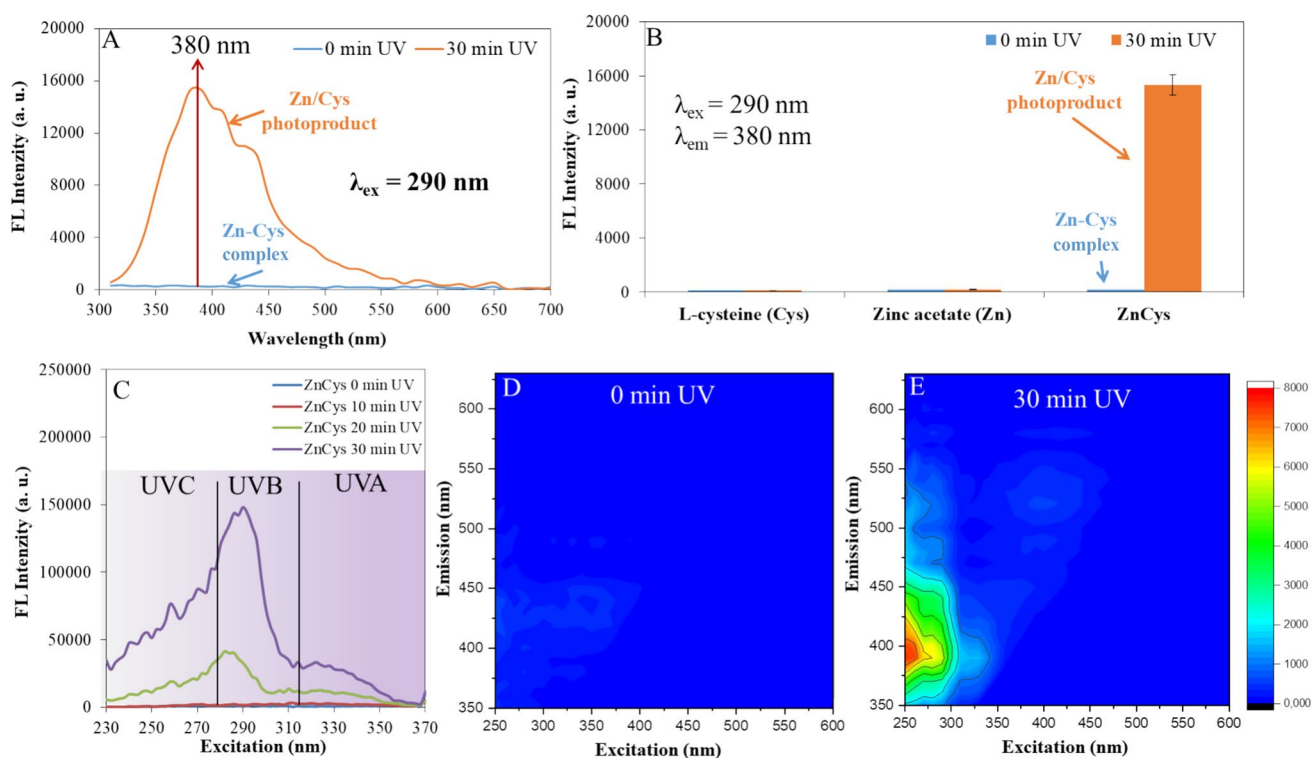 A
380 nm
0 min UV
30 min UV
Zn/Cys
photoproduct
λex = 290 nm
Zn-Cys
complex
FL Intenzity (a. u.)
20000
16000
12000
8000
4000
0
300
350
400
450
500
550
600
650
700
Wavelength (nm)
B
0 min UV
30 min UV
λex = 290 nm
λem = 380 nm
Zn/Cys
photoproduct
Zn-Cys
complex
FL Intenzity (a. u.)
20000
16000
12000
8000
4000
0
L-cysteine (Cys)
Zinc acetate (Zn)
ZnCys
C
ZnCys 0 min UV
ZnCys 10 min UV
ZnCys 20 min UV
ZnCys 30 min UV
UVC
UVB
UVA
FL Intenzity (a. u.)
250000
200000
150000
100000
50000
0
230
250
270
290
310
330
350
370
Excitation (nm)
D
0 min UV
Emission (nm)
600
550
500
450
400
350
250
300
350
400
450
500
550
600
Excitation (nm)
E
30 min UV
Emission (nm)
600
550
500
450
400
350
250
300
350
400
450
500
550
600
Excitation (nm)
8000
7000
6000
5000
4000
3000
2000
1000
0,000